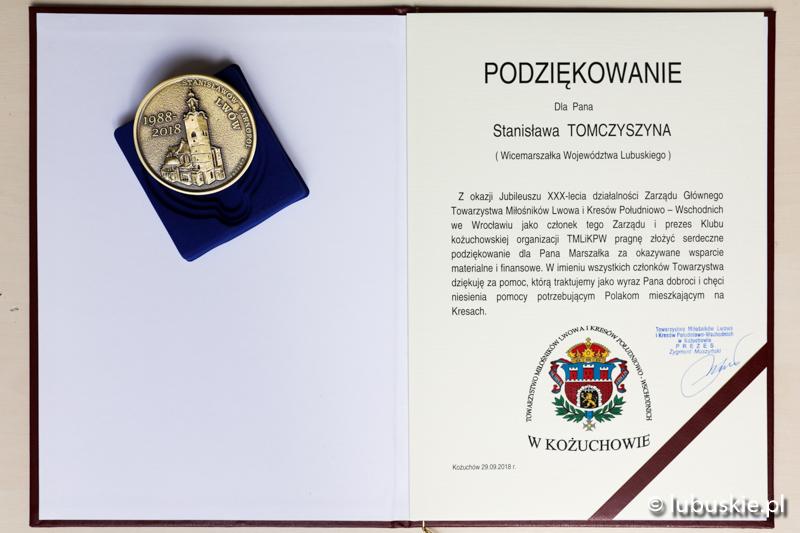 STANISŁAWÓW TARNOPOL
LWÓW
1988-
2018
PODZIĘKOWANIE
Dla Pana
Stanisława TOMCZYSZYNA
( Wicemarszałka Województwa Lubuskiego )
Z okazji Jubileuszu XXX-lecia działalności Zarządu Głównego
Towarzystwa Miłośników Lwowa i Kresów Południowo – Wschodnich
we Wrocławiu jako członek tego Zarządu i prezes Klubu
kożuchowskiej organizacji TMLiKPW pragnę złożyć serdeczne
podziękowanie dla Pana Marszałka za okazywane wsparcie
materialne i finansowe. W imieniu wszystkich członków Towarzystwa
dziękuję za pomoc, którą traktujemy jako wyraz Pana dobroci i chęci
niesienia pomocy potrzebującym Polakom mieszkającym na
Kresach.
TOWARZYSTWO MIŁOŚNIKÓW LWOWA I KRESÓW POŁUDNIOWO - WSCHODNICH
W KOŻUCHOWIE
Towarzystwo Miłośników Lwowa
i Kresów Południowo-Wschodnich
w Kożuchowie
PREZES
Zygmunt Muszyński
Kożuchów 29.09.2018 r.
© lubuskie.pl